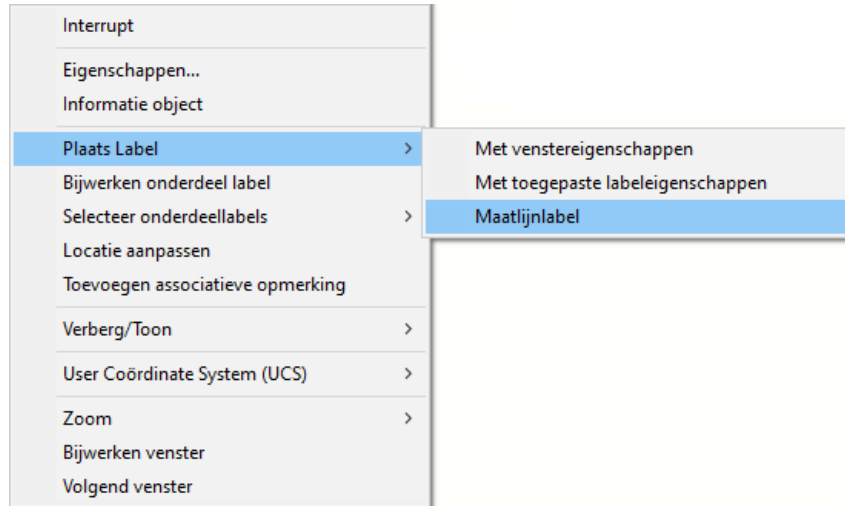 Interrupt
Eigenschappen...
Informatie object
Plaats Label
Met venstereigenschappen
Bijwerken onderdeel label
Met toegepaste labeleigenschappen
Selecteer onderdeellabels
Maatlijnlabel
Locatie aanpassen
Toevoegen associatieve opmerking
Verberg/Toon
User Coördinate System (UCS)
Zoom
Bijwerken venster
Volgend venster